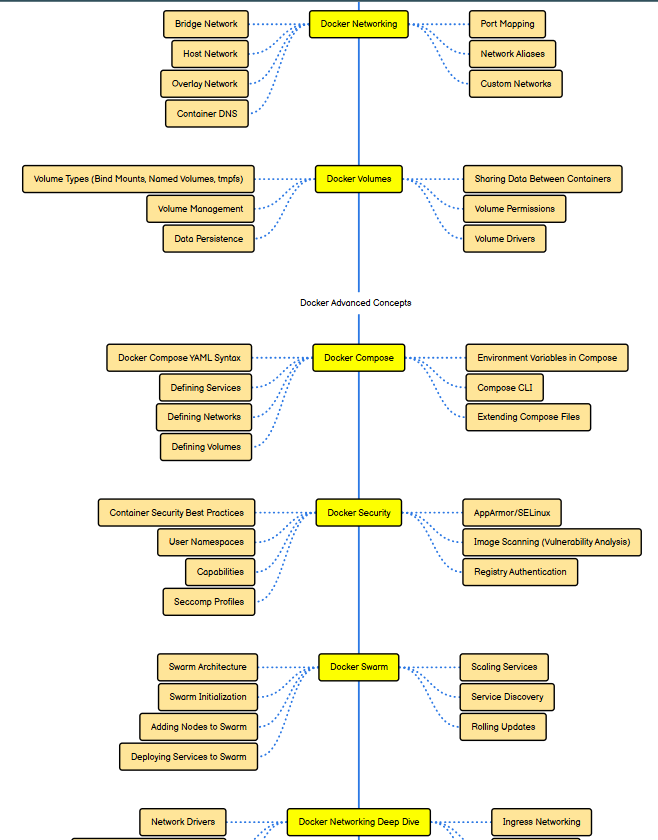 Bridge Network
Docker Networking
Port Mapping
Host Network
Network Aliases
Overlay Network
Custom Networks
Container DNS
Volume Types (Bind Mounts, Named Volumes, tmpfs)
Docker Volumes
Sharing Data Between Containers
Volume Management
Volume Permissions
Data Persistence
Volume Drivers
Docker Advanced Concepts
Docker Compose YAML Syntax
Docker Compose
Environment Variables in Compose
Defining Services
Compose CLI
Defining Networks
Extending Compose Files
Defining Volumes
Container Security Best Practices
Docker Security
AppArmor/SELinux
User Namespaces
Image Scanning (Vulnerability Analysis)
Capabilities
Registry Authentication
Seccomp Profiles
Swarm Architecture
Docker Swarm
Scaling Services
Swarm Initialization
Service Discovery
Adding Nodes to Swarm
Rolling Updates
Deploying Services to Swarm
Network Drivers
Docker Networking Deep Dive
Ingress Networking